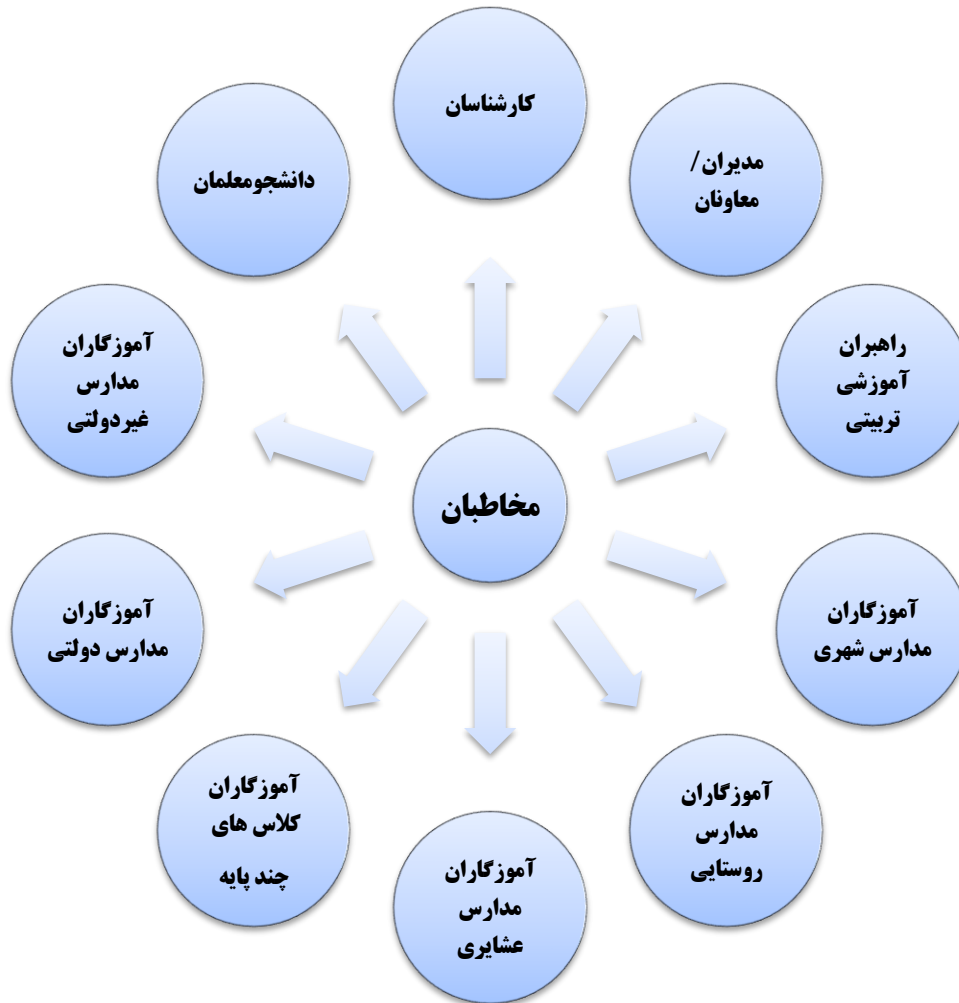 کارشناسان
مدیران/
معاونان
راهبران
آموزشی
تربیتی
آموزگاران
مدارس شهری
آموزگاران
مدارس
روستایی
آموزگاران
مدارس
عشایری
آموزگاران
کلاس های
چند پایه
آموزگاران
مدارس دولتی
آموزگاران
مدارس
غیردولتی
دانشجومعلمان
مخاطبان